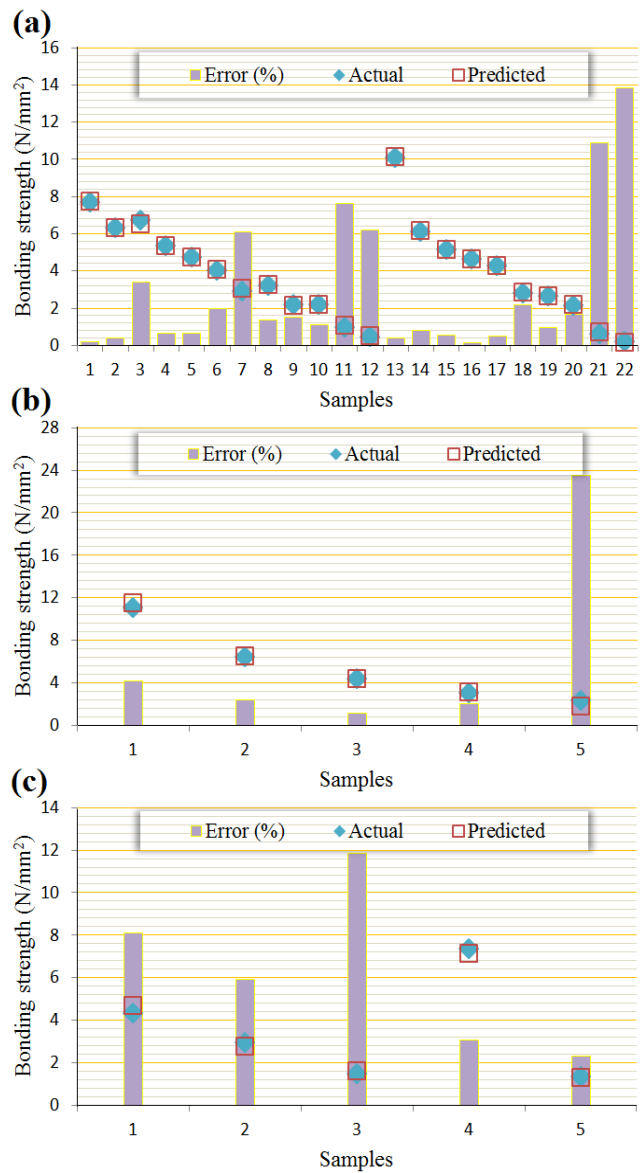 (a)
Bonding strength (N/mm²)
16
14
12
10
8
6
4
2
0
Error (%) Actual Predicted
1 2 3 4 5 6 7 8 9 10 11 12 13 14 15 16 17 18 19 20 21 22
Samples
(b)
Bonding strength (N/mm²)
28
24
20
16
12
8
4
0
Error (%) Actual Predicted
1 2 3 4 5
Samples
(c)
Bonding strength (N/mm²)
14
12
10
8
6
4
2
0
Error (%) Actual Predicted
1 2 3 4 5
Samples